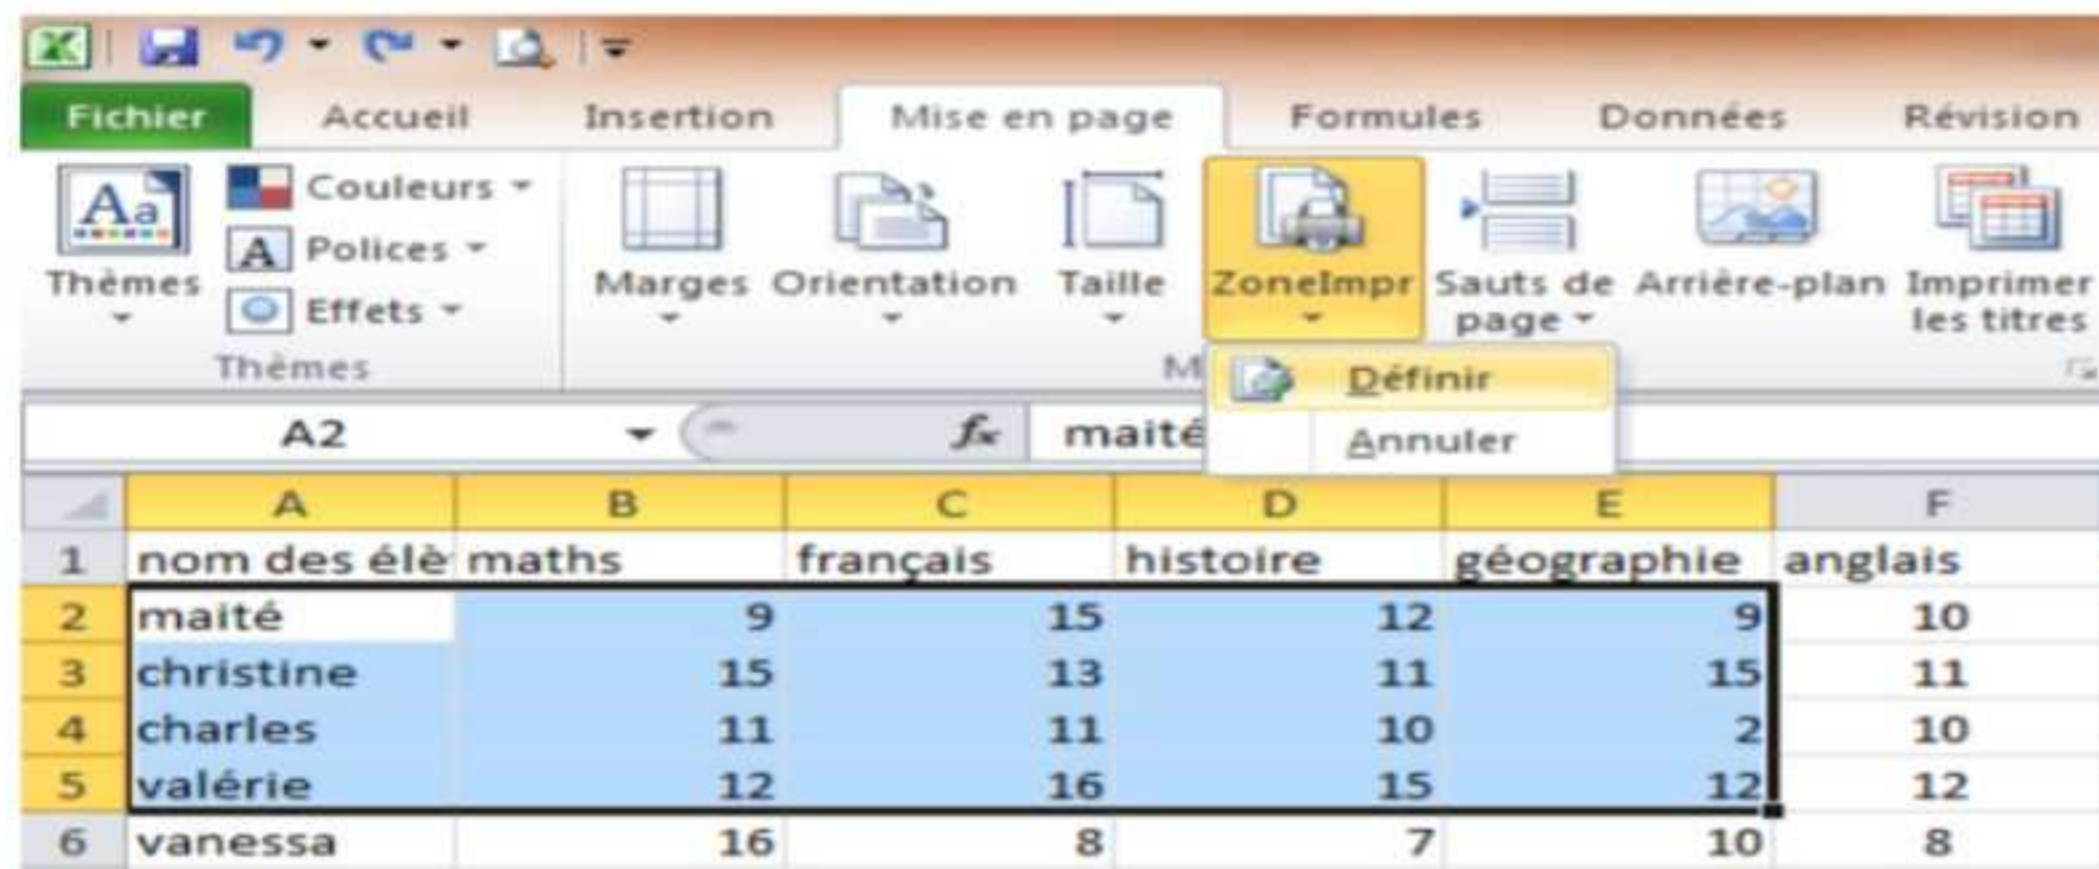 Fichier Accueil Insertion Mise en page Formules Données Révision
Couleurs
Polices
Effets
Thèmes Marges Orientation Taille ZoneImpr Sauts de page Arrière-plan Imprimer les titres
Thèmes M
Définir
Annuler
A2 fx maité
A B C D E F
1 nom des élè maths français histoire géographie anglais
2 maité 9 15 12 9 10
3 christine 15 13 11 15 11
4 charles 11 11 10 2 10
5 valérie 12 16 15 12 12
6 vanessa 16 8 7 10 8